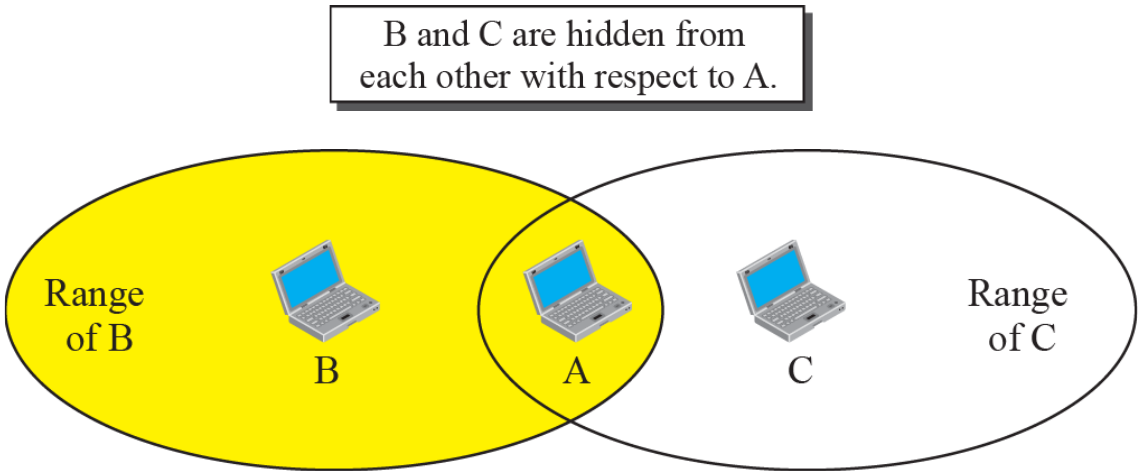 B and C are hidden from
each other with respect to A.
Range
of B
B
A
C
Range
of C